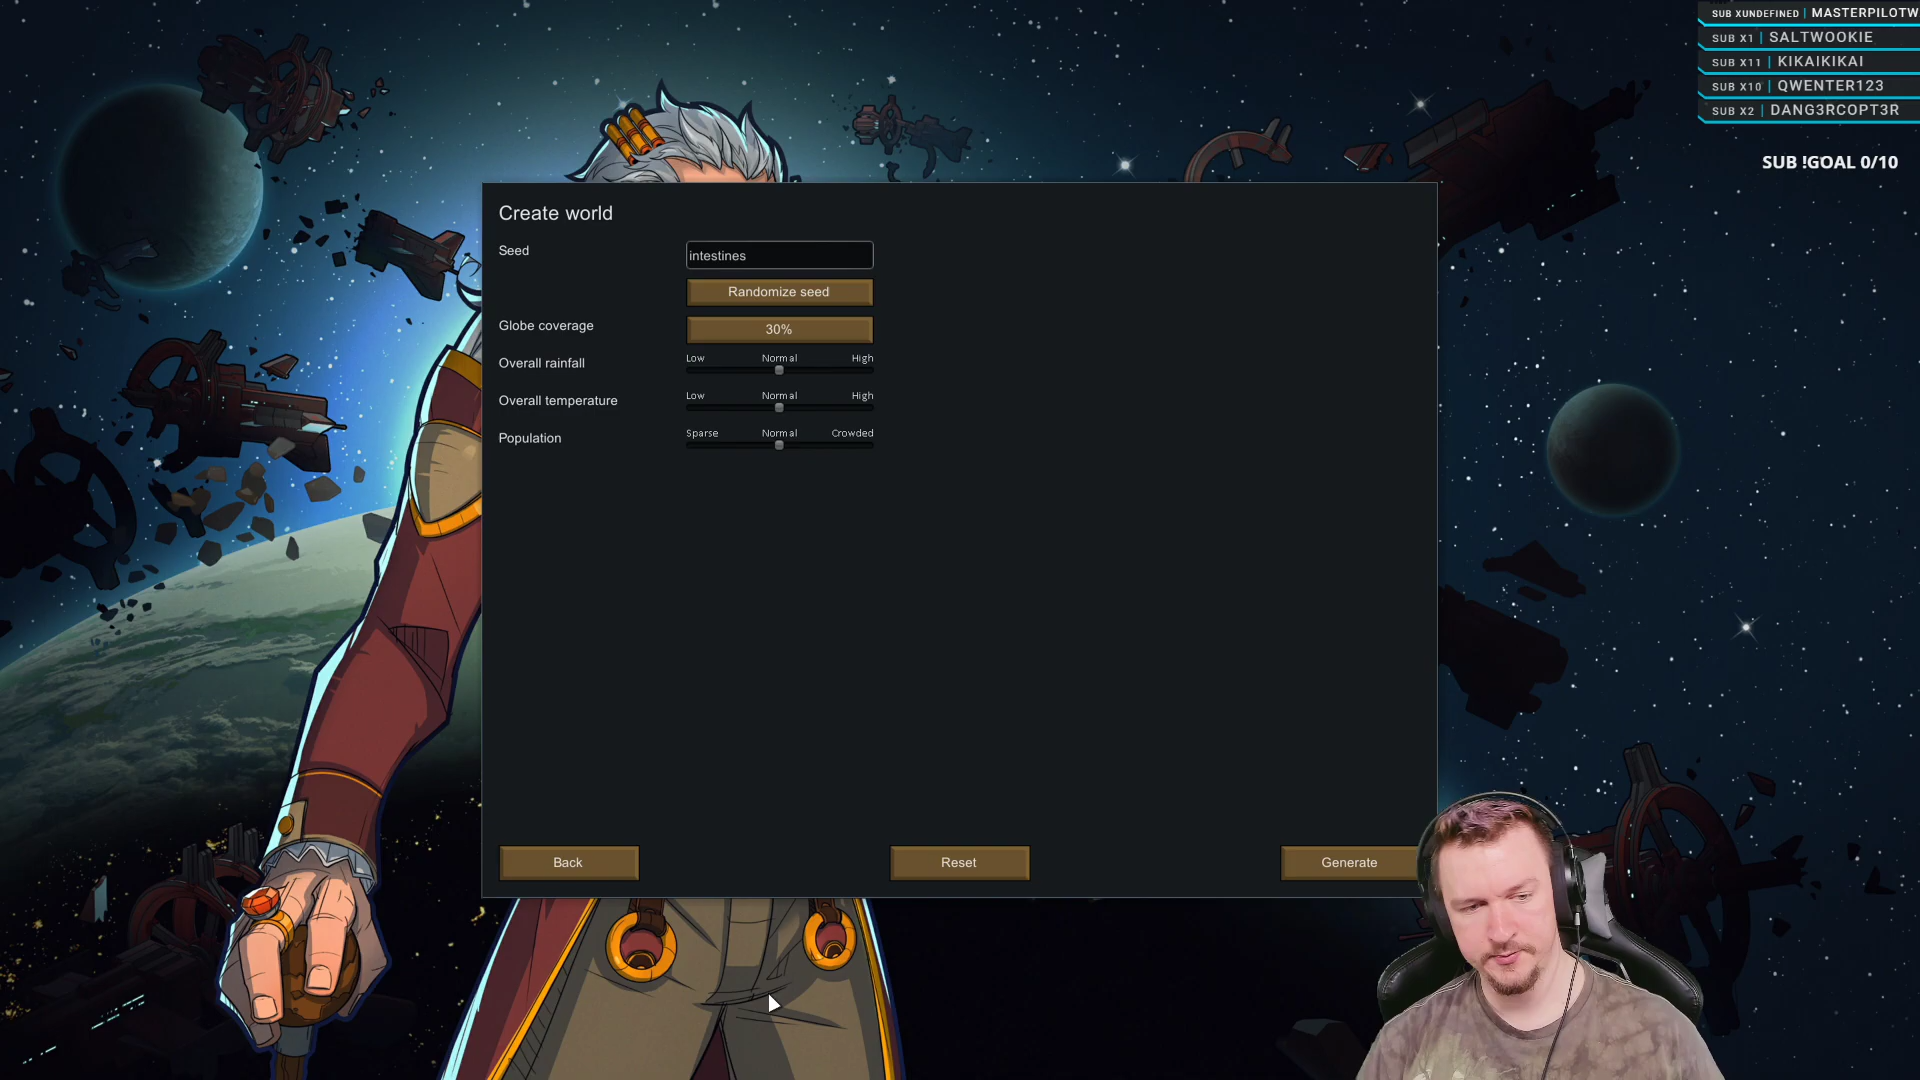 SUB XUNDEFINED | MASTERPILOTW
SUB X1 | SALTWOOKIE
SUB X11 | KIKAIKIKAI
SUB X10 | QWENTER123
SUB X2 | DANG3RCOPT3R
SUB !GOAL 0/10
Create world
Seed
intestines
Randomize seed
Globe coverage
30%
Overall rainfall
Low Normal High
Overall temperature
Low Normal High
Population
Sparse Normal Crowded
Back
Reset
Generate